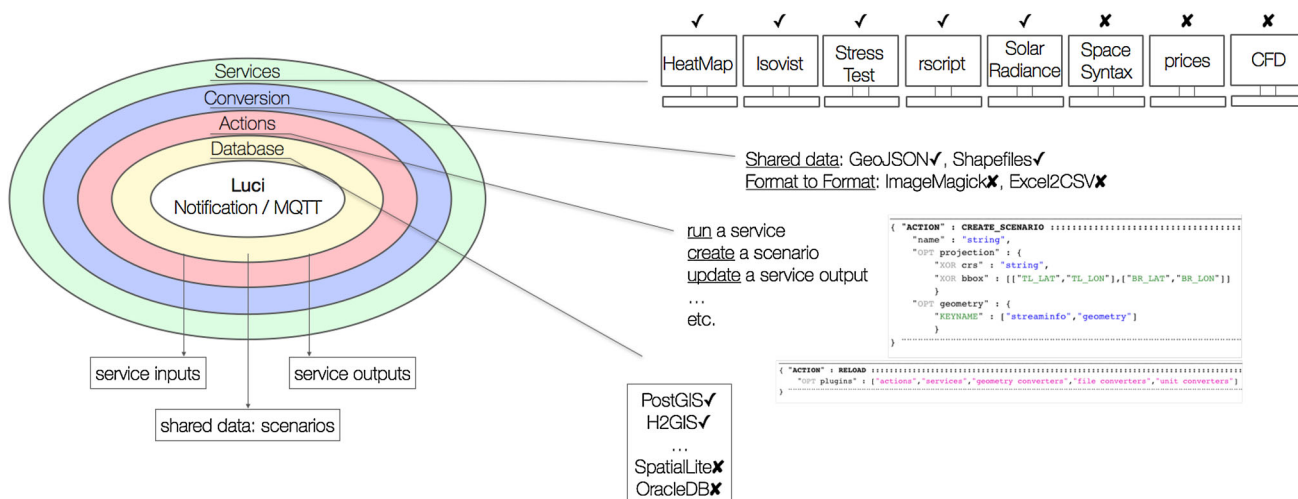 ✓ ✓ ✓ ✓ ✓ ✘ ✘ ✘
HeatMap
Isovist
Stress
Test
rscript
Solar
Radiance
Space
Syntax
prices
CFD
Services
Conversion
Actions
Database
Luci
Notification / MQTT
service inputs
service outputs
shared data: scenarios
Shared data: GeoJSON✓, Shapefiles✓
Format to Format: ImageMagick✘, Excel2CSV✘
run a service
create a scenario
update a service output
...
etc.
{ "ACTION" : CREATE_SCENARIO ::::::::::::::::::::::::::::::::::::
"name" : "string",
"OPT projection" : {
"XOR crs" : "string",
"XOR bbox" : [["TL_LAT","TL_LON"],["BR_LAT","BR_LON"]]
}
"OPT geometry" : {
"KEYNAME" : ["streaminfo","geometry"]
}
}
{ "ACTION" : RELOAD ::::::::::::::::::::::::::::::::::::
"OPT plugins" : ["actions","services","geometry converters","file converters","unit converters"]
}
PostGIS✓
H2GIS✓
...
SpatialLite✘
OracleDB✘